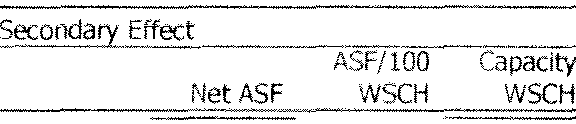 Secondary Effect
ASF/100 Capacity
Net ASF WSCH WSCH